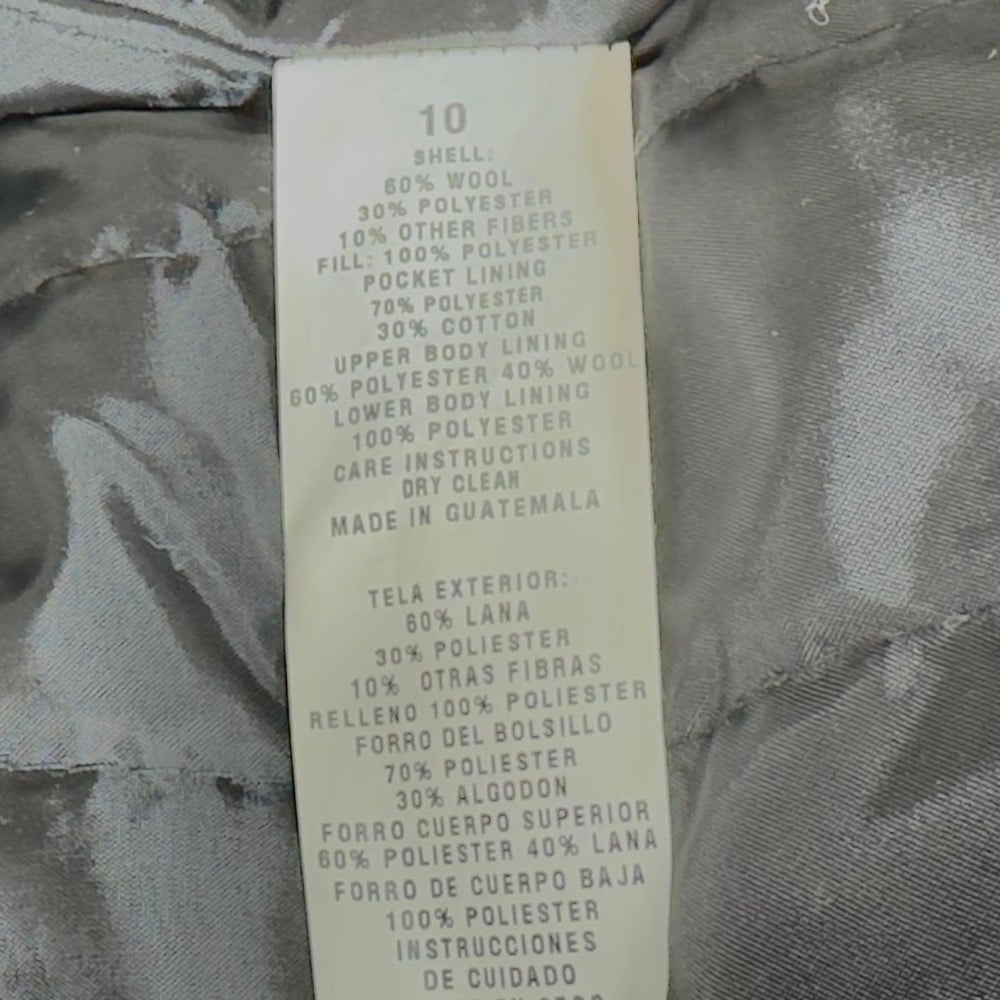 10
SHELL:
60% WOOL
30% POLYESTER
10% OTHER FIBERS
FILL: 100% POLYESTER
POCKET LINING
70% POLYESTER
30% COTTON
UPPER BODY LINING
60% POLYESTER 40% WOOL
LOWER BODY LINING
100% POLYESTER
CARE INSTRUCTIONS
DRY CLEAN
MADE IN GUATEMALA
TELA EXTERIOR:
60% LANA
30% POLIESTER
10% OTRAS FIBRAS
RELLENO 100% POLIESTER
FORRO DEL BOLSILLO
70% POLIESTER
30% ALGODON
FORRO CUERPO SUPERIOR
60% POLIESTER 40% LANA
FORRO DE CUERPO BAJA
100% POLIESTER
INSTRUCCIONES
DE CUIDADO